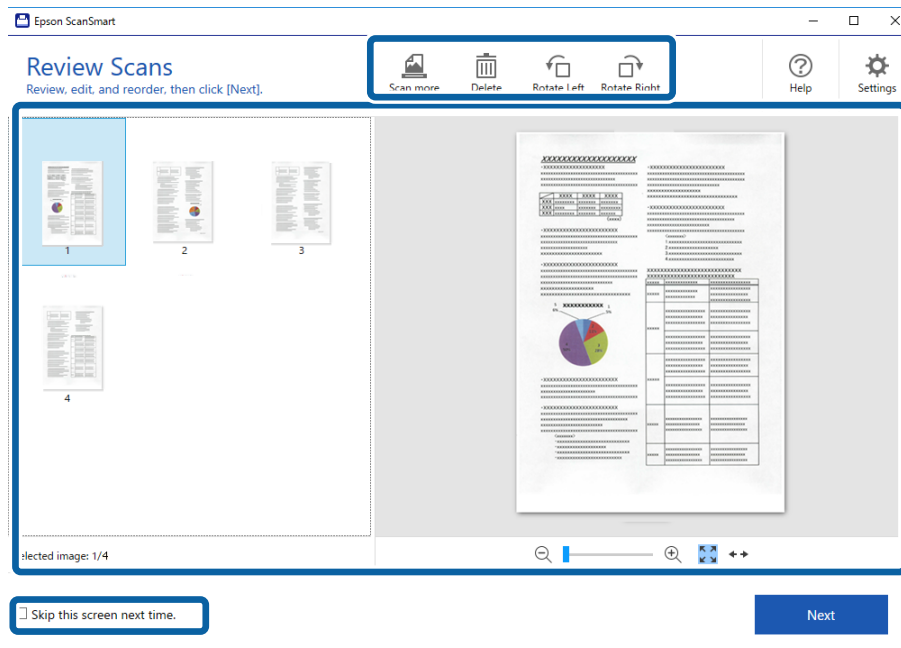 Epson ScanSmart
Review Scans
Review, edit, and reorder, then click [Next].
Scan more
Delete
Rotate Left
Rotate Right
Help
Settings
1
2
3
4
elected image: 1/4
Skip this screen next time.
Next